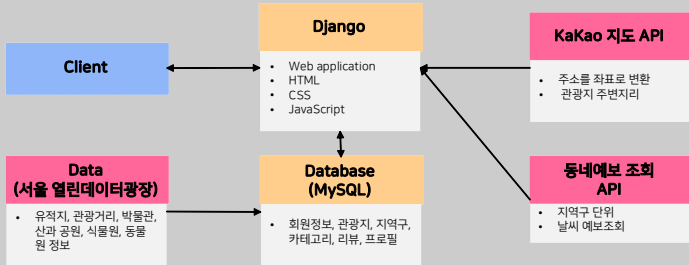 Client
Django
• Web application
• HTML
• CSS
• JavaScript
KaKao 지도 API
• 주소를 좌표로 변환
• 관광지 주변지리
Data
(서울 열린데이터광장)
• 유적지, 관광거리, 박물관,
산과 공원, 식물원, 동물
원 정보
Database
(MySQL)
• 회원정보, 관광지, 지역구,
카테고리, 리뷰, 프로필
동네예보 조회
API
• 지역구 단위
• 날씨 예보조회